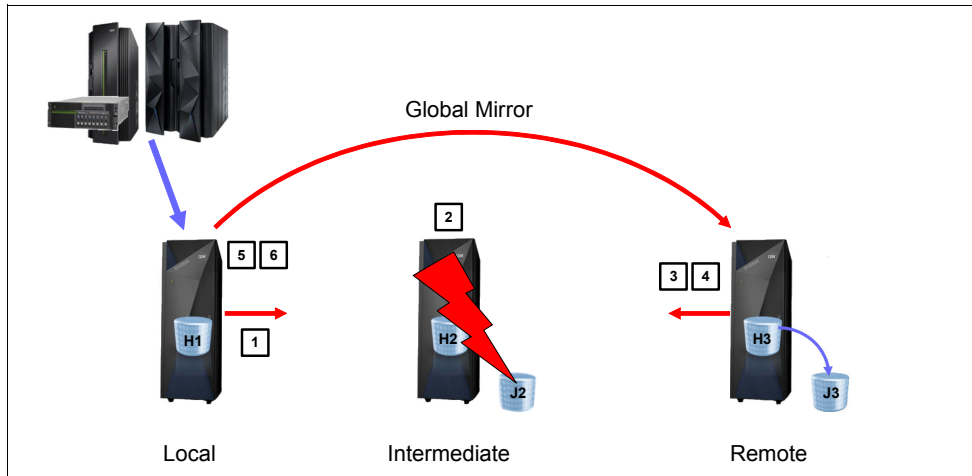 Global Mirror
2
5 6
3 4
1
H1
H2
H3
J2
J3
Local
Intermediate
Remote